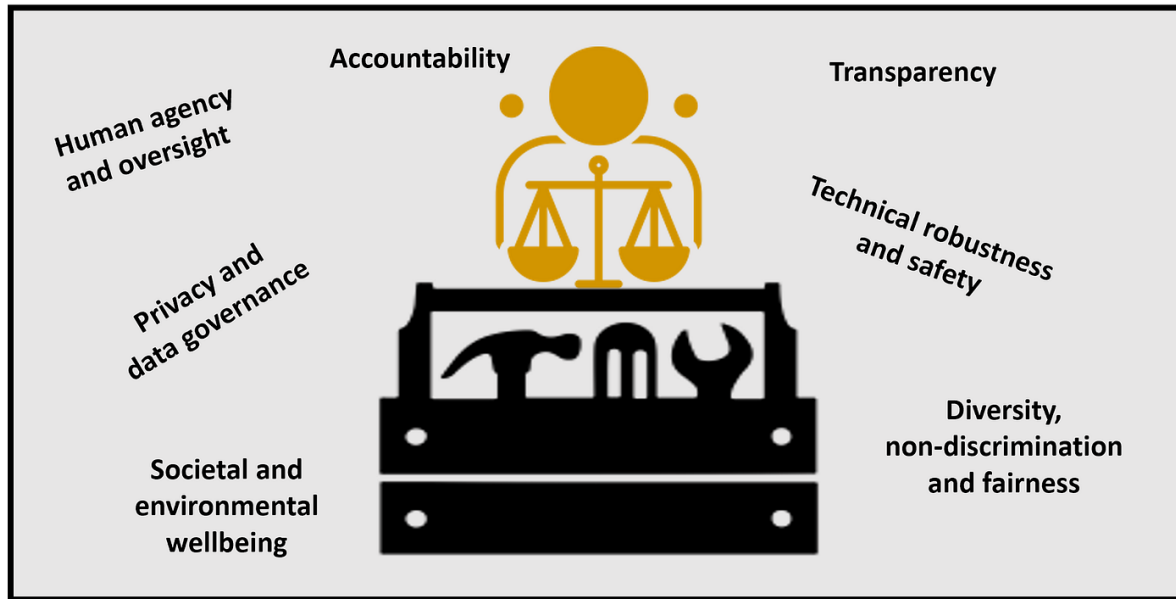 Accountability
Transparency
Human agency
and oversight
Technical robustness
and safety
Privacy and
data governance
Diversity,
non-discrimination
and fairness
Societal and
environmental
wellbeing